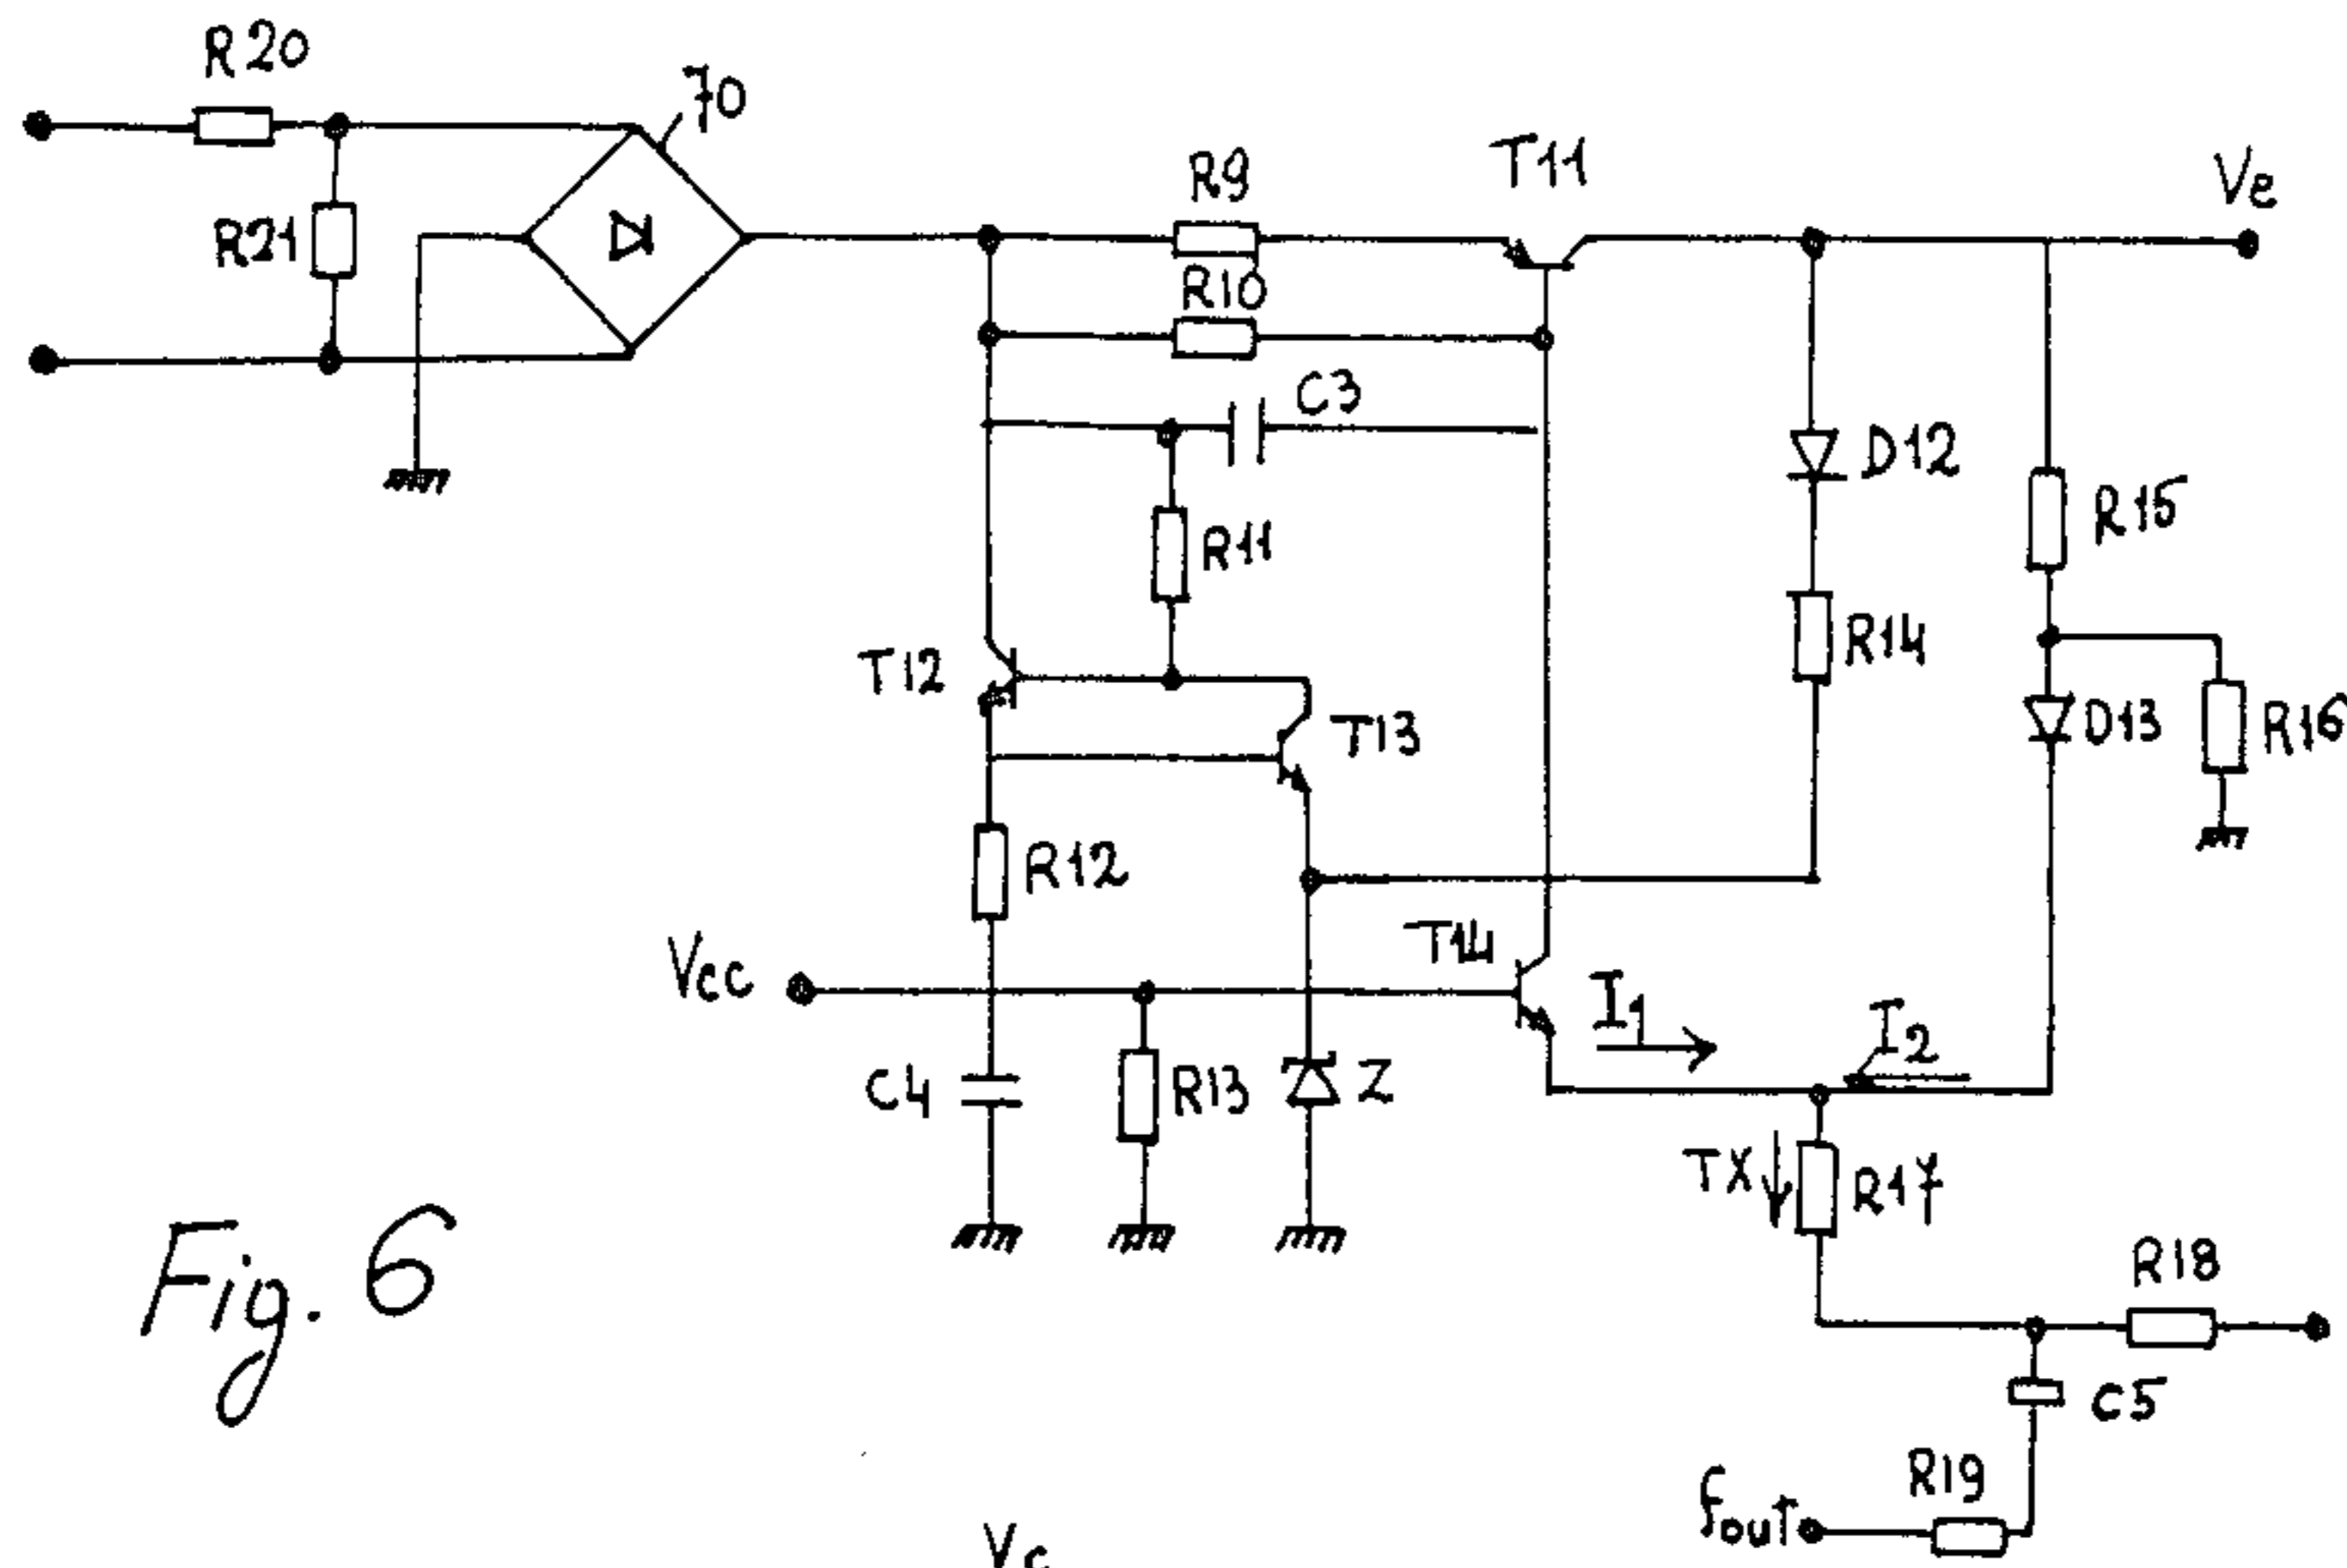 R20
70
R21
R9
T11
Ve
R10
C3
D12
R15
R11
R14
T12
T13
D13
R16
R12
Vcc
T14
I1
I2
C4
R13
Z
TX
R17
R18
Fig. 6
C5
R19
fout
Vc